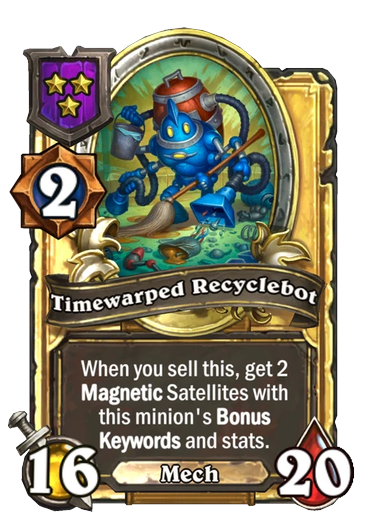 2
Timewarped Recyclebot
When you sell this, get 2
Magnetic Satellites with
this minion's Bonus
Keywords and stats.
16
Mech
20